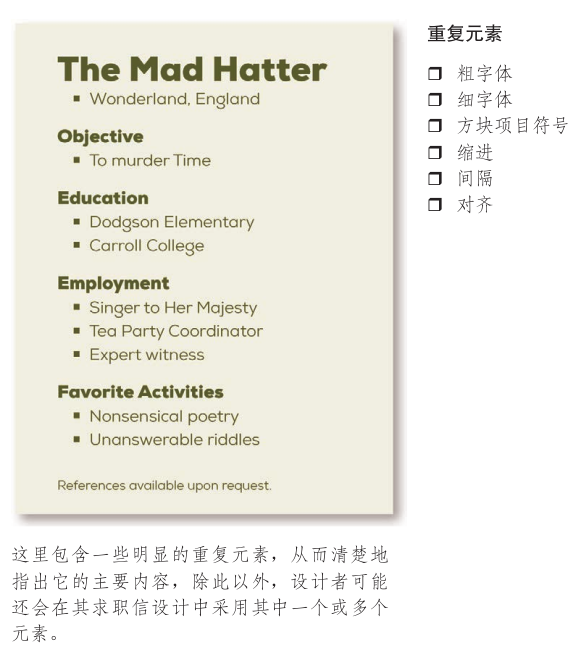 The Mad Hatter
▪ Wonderland, England
Objective
▪ To murder Time
Education
▪ Dodgson Elementary
▪ Carroll College
Employment
▪ Singer to Her Majesty
▪ Tea Party Coordinator
▪ Expert witness
Favorite Activities
▪ Nonsensical poetry
▪ Unanswerable riddles
References available upon request.
重复元素
❒ 粗字体
❒ 细字体
❒ 方块项目符号
❒ 缩进
❒ 间隔
❒ 对齐
这里包含一些明显的重复元素，从而清楚地
指出它的主要内容，除此以外，设计者可能
还会在其求职信设计中采用其中一个或多个
元素。